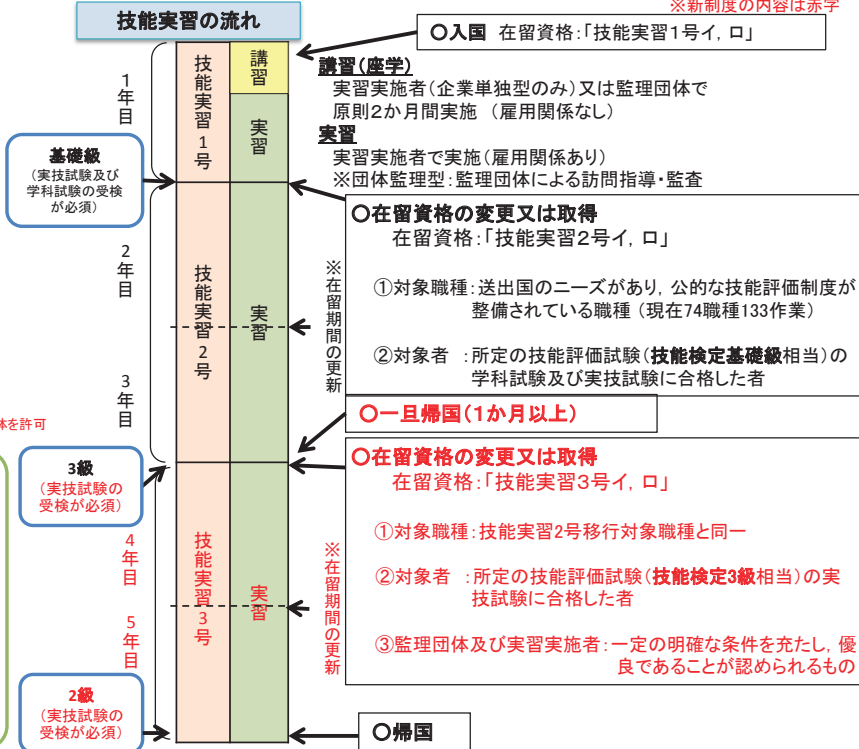 ※新制度の内容は赤字
技能実習の流れ
○入国 在留資格:「技能実習1号イ, ロ」
講習(座学)
実習実施者(企業単独型のみ)又は監理団体で
原則2か月間実施 (雇用関係なし)
実習
実習実施者で実施(雇用関係あり)
※団体監理型:監理団体による訪問指導・監査
1年目
技能実習1号
講習
実習
基礎級
(実技試験及び
学科試験の受検
が必須)
○在留資格の変更又は取得
在留資格:「技能実習2号イ, ロ」
①対象職種:送出国のニーズがあり, 公的な技能評価制度が
整備されている職種 (現在74職種133作業)
②対象者 :所定の技能評価試験(技能検定基礎級相当)の
学科試験及び実技試験に合格した者
2年目
3年目
技能実習2号
実習
※在留期間の更新
○一旦帰国(1か月以上)
体を許可
3級
(実技試験の
受検が必須)
○在留資格の変更又は取得
在留資格:「技能実習3号イ, ロ」
①対象職種:技能実習2号移行対象職種と同一
②対象者 :所定の技能評価試験(技能検定3級相当)の実
技試験に合格した者
③監理団体及び実習実施者:一定の明確な条件を充たし, 優
良であることが認められるもの
4年目
5年目
技能実習3号
実習
※在留期間の更新
2級
(実技試験の
受検が必須)
○帰国